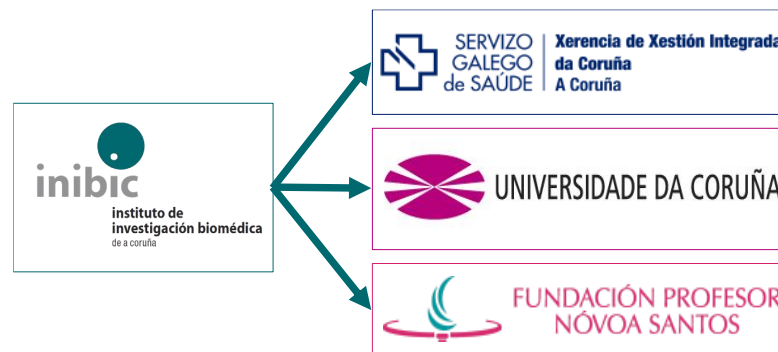 inibic
instituto de
investigación biomédica
de a coruña
SERVIZO
GALEGO
de SAÚDE
Xerencia de Xestión Integrada
da Coruña
A Coruña
UNIVERSIDADE DA CORUÑA
FUNDACIÓN PROFESOR
NÓVOA SANTOS